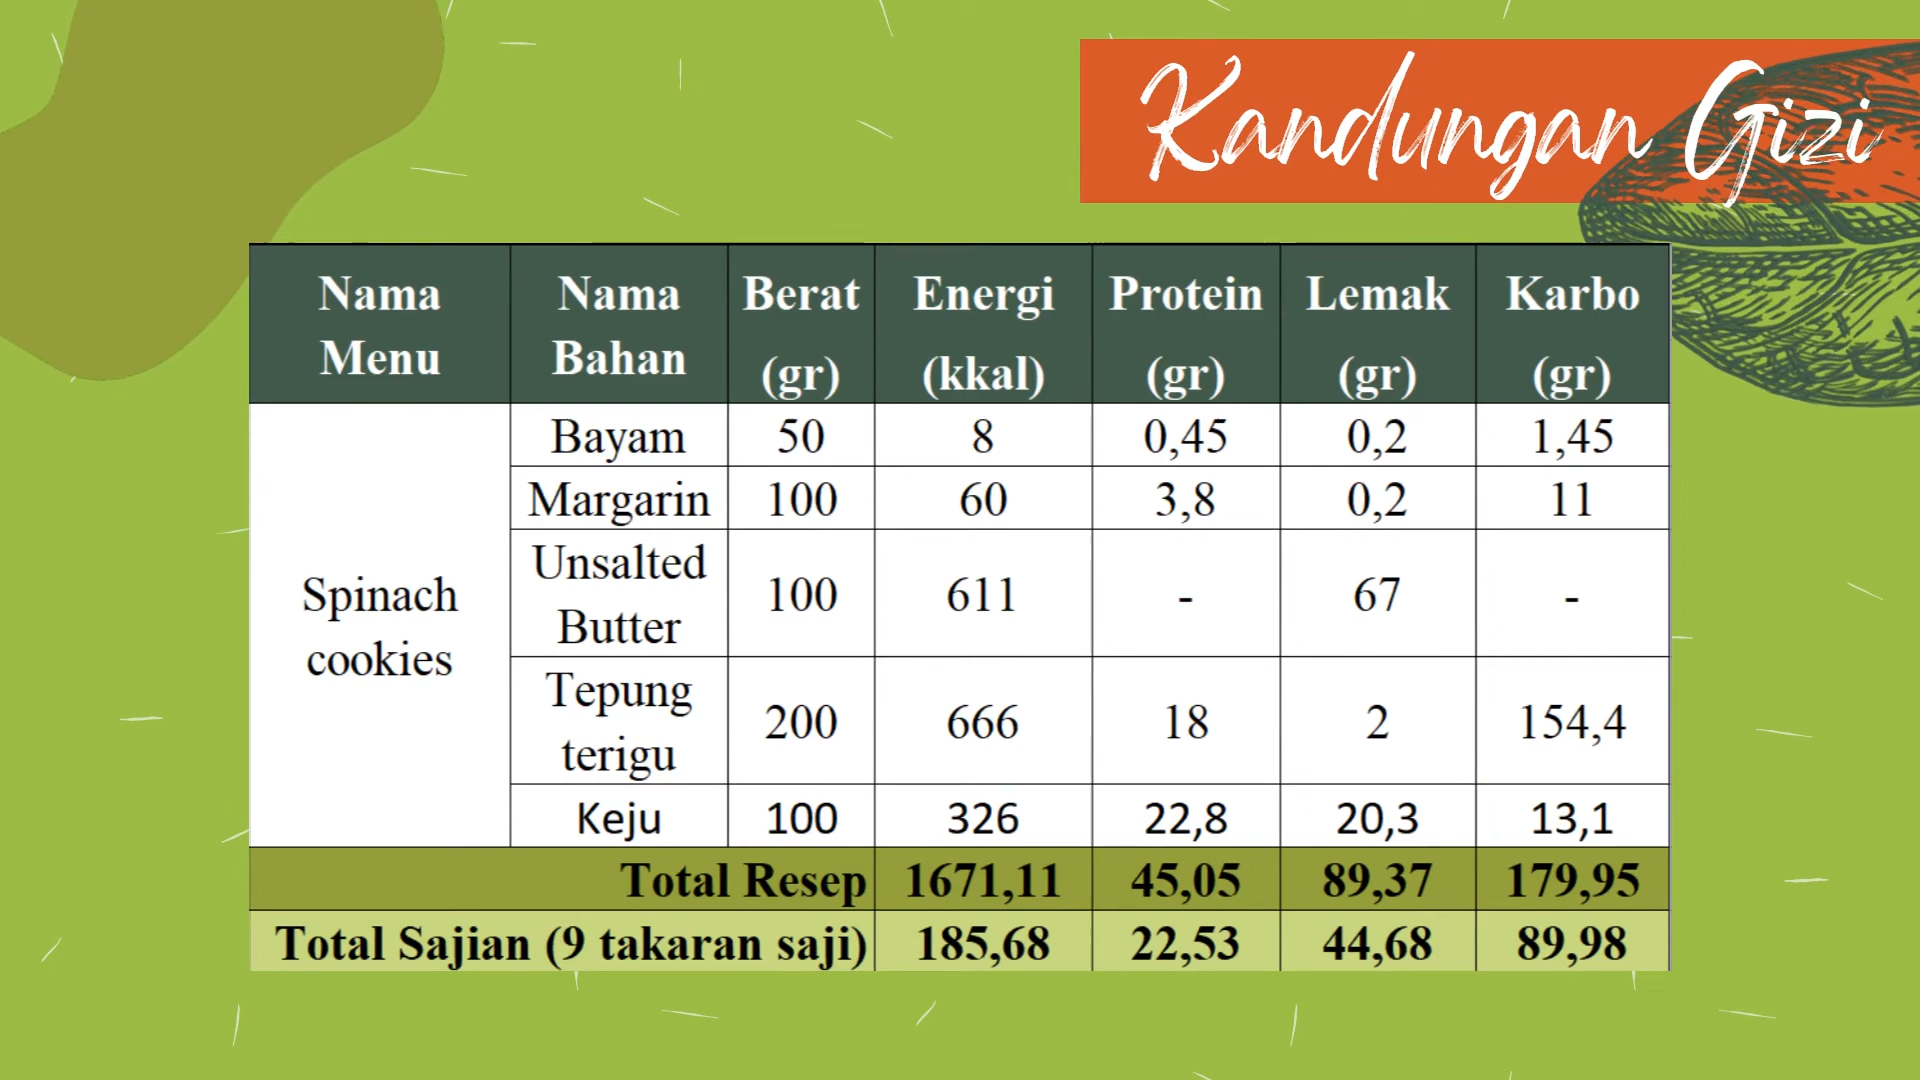 Kandungan Gizi
Nama Menu Nama Bahan Berat (gr) Energi (kkal) Protein (gr) Lemak (gr) Karbo (gr)
Spinach cookies
Bayam 50 8 0,45 0,2 1,45
Margarin 100 60 3,8 0,2 11
Unsalted Butter 100 611 - 67 -
Tepung terigu 200 666 18 2 154,4
Keju 100 326 22,8 20,3 13,1
Total Resep 1671,11 45,05 89,37 179,95
Total Sajian (9 takaran saji) 185,68 22,53 44,68 89,98